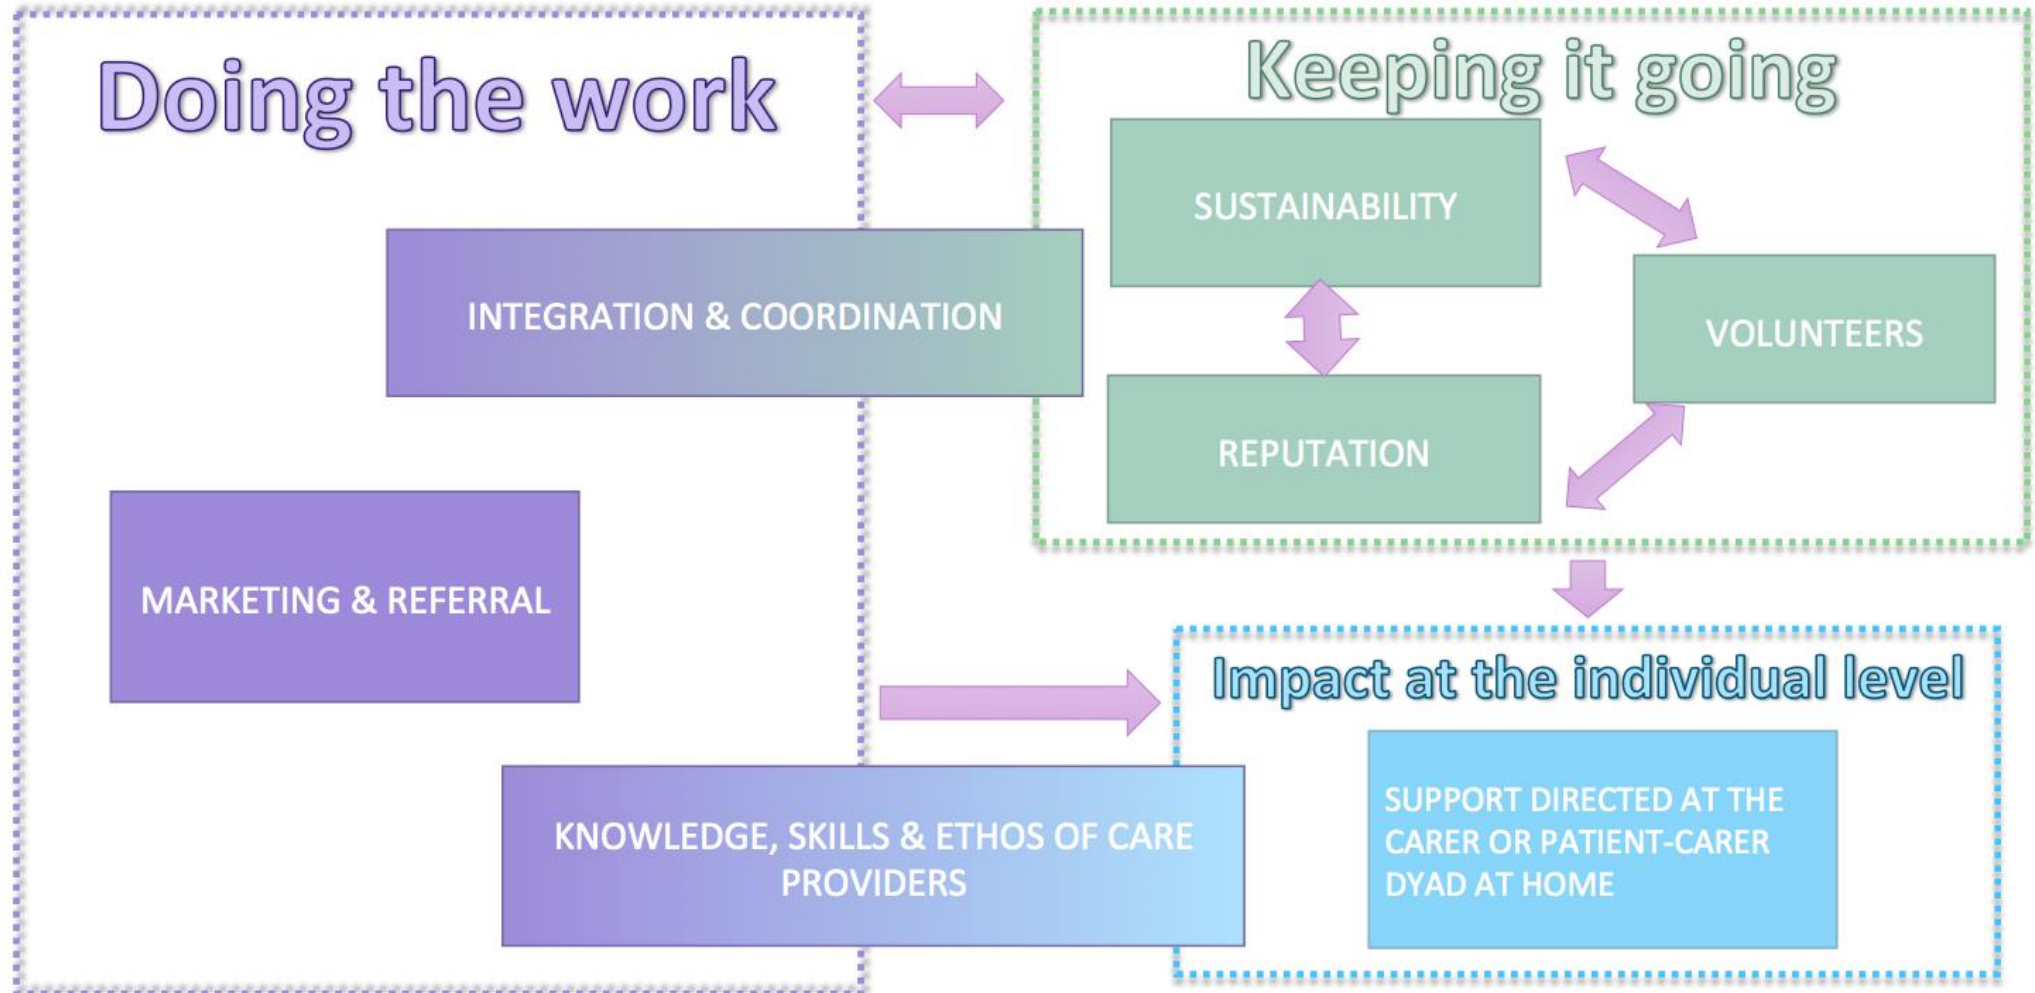 Doing the work
Keeping it going
SUSTAINABILITY
INTEGRATION & COORDINATION
VOLUNTEERS
REPUTATION
MARKETING & REFERRAL
Impact at the individual level
KNOWLEDGE, SKILLS & ETHOS OF CARE
PROVIDERS
SUPPORT DIRECTED AT THE
CARER OR PATIENT-CARER
DYAD AT HOME